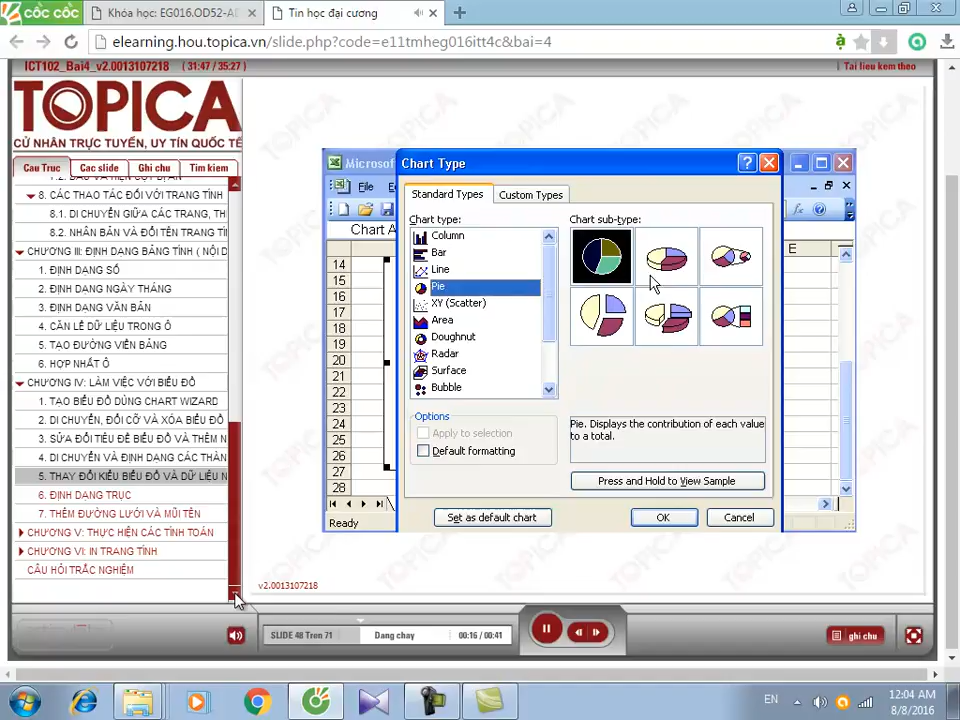 CỐC CỐC
Khóa học: EG016.OD52-AD
Tin học đại cương
elearning.hou.topica.vn/slide.php?code=e11tmheg016itt4c&bai=4
ICT102_Bai4_v2.0013107218 (31:47 / 35:27)
Tai lieu kem theo
TOPICA
CỬ NHÂN TRỰC TUYẾN, UY TÍN QUỐC TẾ
Cau Truc
Cac slide
Ghi chu
Tim kiem
8. CÁC THAO TÁC ĐỐI VỚI TRANG TÍNH
8.1. DI CHUYỂN GIỮA CÁC TRANG, TH
8.2. NHÂN BẢN VÀ ĐỔI TÊN TRANG TÍ
CHƯƠNG III: ĐỊNH DẠNG BẢNG TÍNH ( NỘI D
1. ĐỊNH DẠNG SỐ
2. ĐỊNH DẠNG NGÀY THÁNG
3. ĐỊNH DẠNG VĂN BẢN
4. CĂN LỀ DỮ LIỆU TRONG Ô
5. TẠO ĐƯỜNG VIỀN BẢNG
6. HỢP NHẤT Ô
CHƯƠNG IV: LÀM VIỆC VỚI BIỂU ĐỒ
1. TẠO BIỂU ĐỒ DÙNG CHART WIZARD
2. DI CHUYỂN, ĐỔI CỠ VÀ XÓA BIỂU ĐỒ
3. SỬA ĐỔI TIÊU ĐỀ BIỂU ĐỒ VÀ THÊM N
4. DI CHUYỂN VÀ ĐỊNH DẠNG CÁC THÀN
5. THAY ĐỔI KIỂU BIỂU ĐỒ VÀ DỮ LIỆU N
6. ĐỊNH DẠNG TRỤC
7. THÊM ĐƯỜNG LƯỚI VÀ MŨI TÊN
CHƯƠNG V: THỰC HIỆN CÁC TÍNH TOÁN
CHƯƠNG VI: IN TRANG TÍNH
CÂU HỎI TRẮC NGHIỆM
Microsof
File
Chart A
14
15
16
17
18
19
20
21
22
23
24
25
26
27
28
Ready
E
Chart Type
Standard Types
Custom Types
Chart type:
Column
Bar
Line
Pie
XY (Scatter)
Area
Doughnut
Radar
Surface
Bubble
Chart sub-type:
Options
Apply to selection
Default formatting
Pie. Displays the contribution of each value
to a total.
Press and Hold to View Sample
Set as default chart
OK
Cancel
v2.0013107218
SLIDE 48 Tren 71
Dang chay
00:16 / 00:41
ghi chu
EN
12:04 AM
8/8/2016